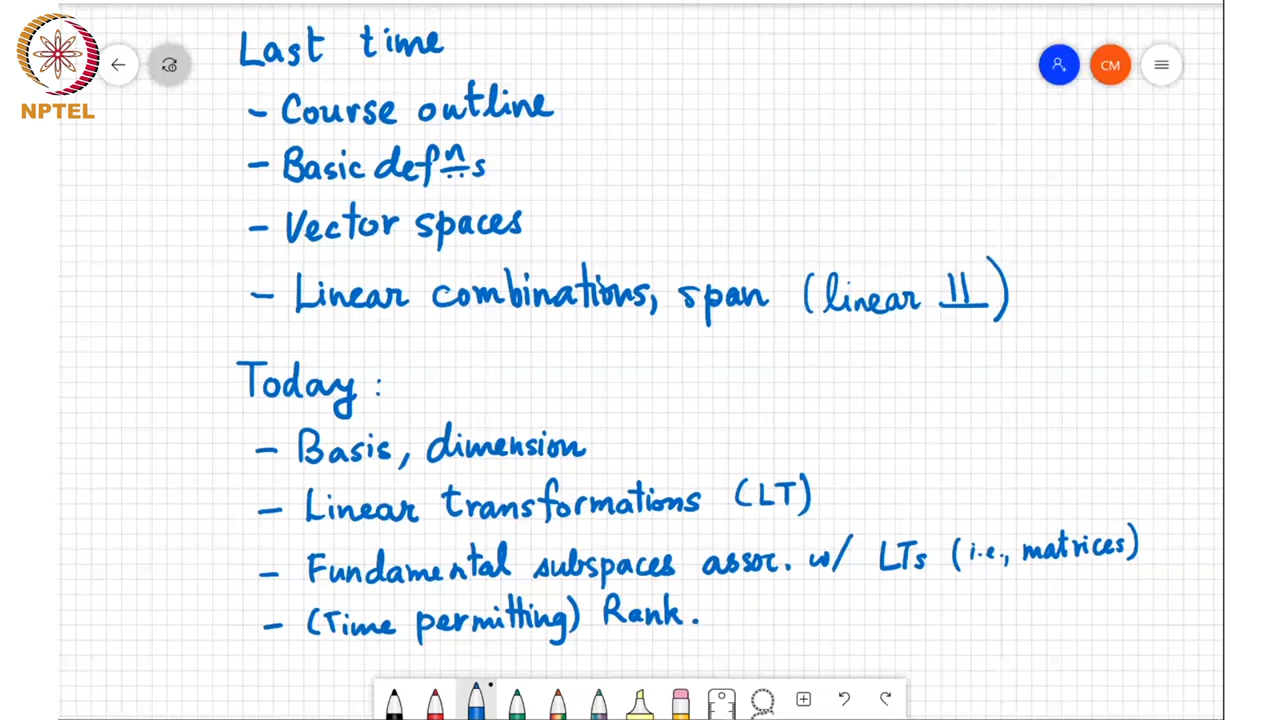 NPTEL
CM
Last time
- Course outline
- Basic defⁿs
- Vector spaces
- Linear combinations, span (linear ⫫)
Today :
- Basis, dimension
- Linear transformations (LT)
- Fundamental subspaces assoc. w/ LTs (i.e., matrices)
- (Time permitting) Rank.